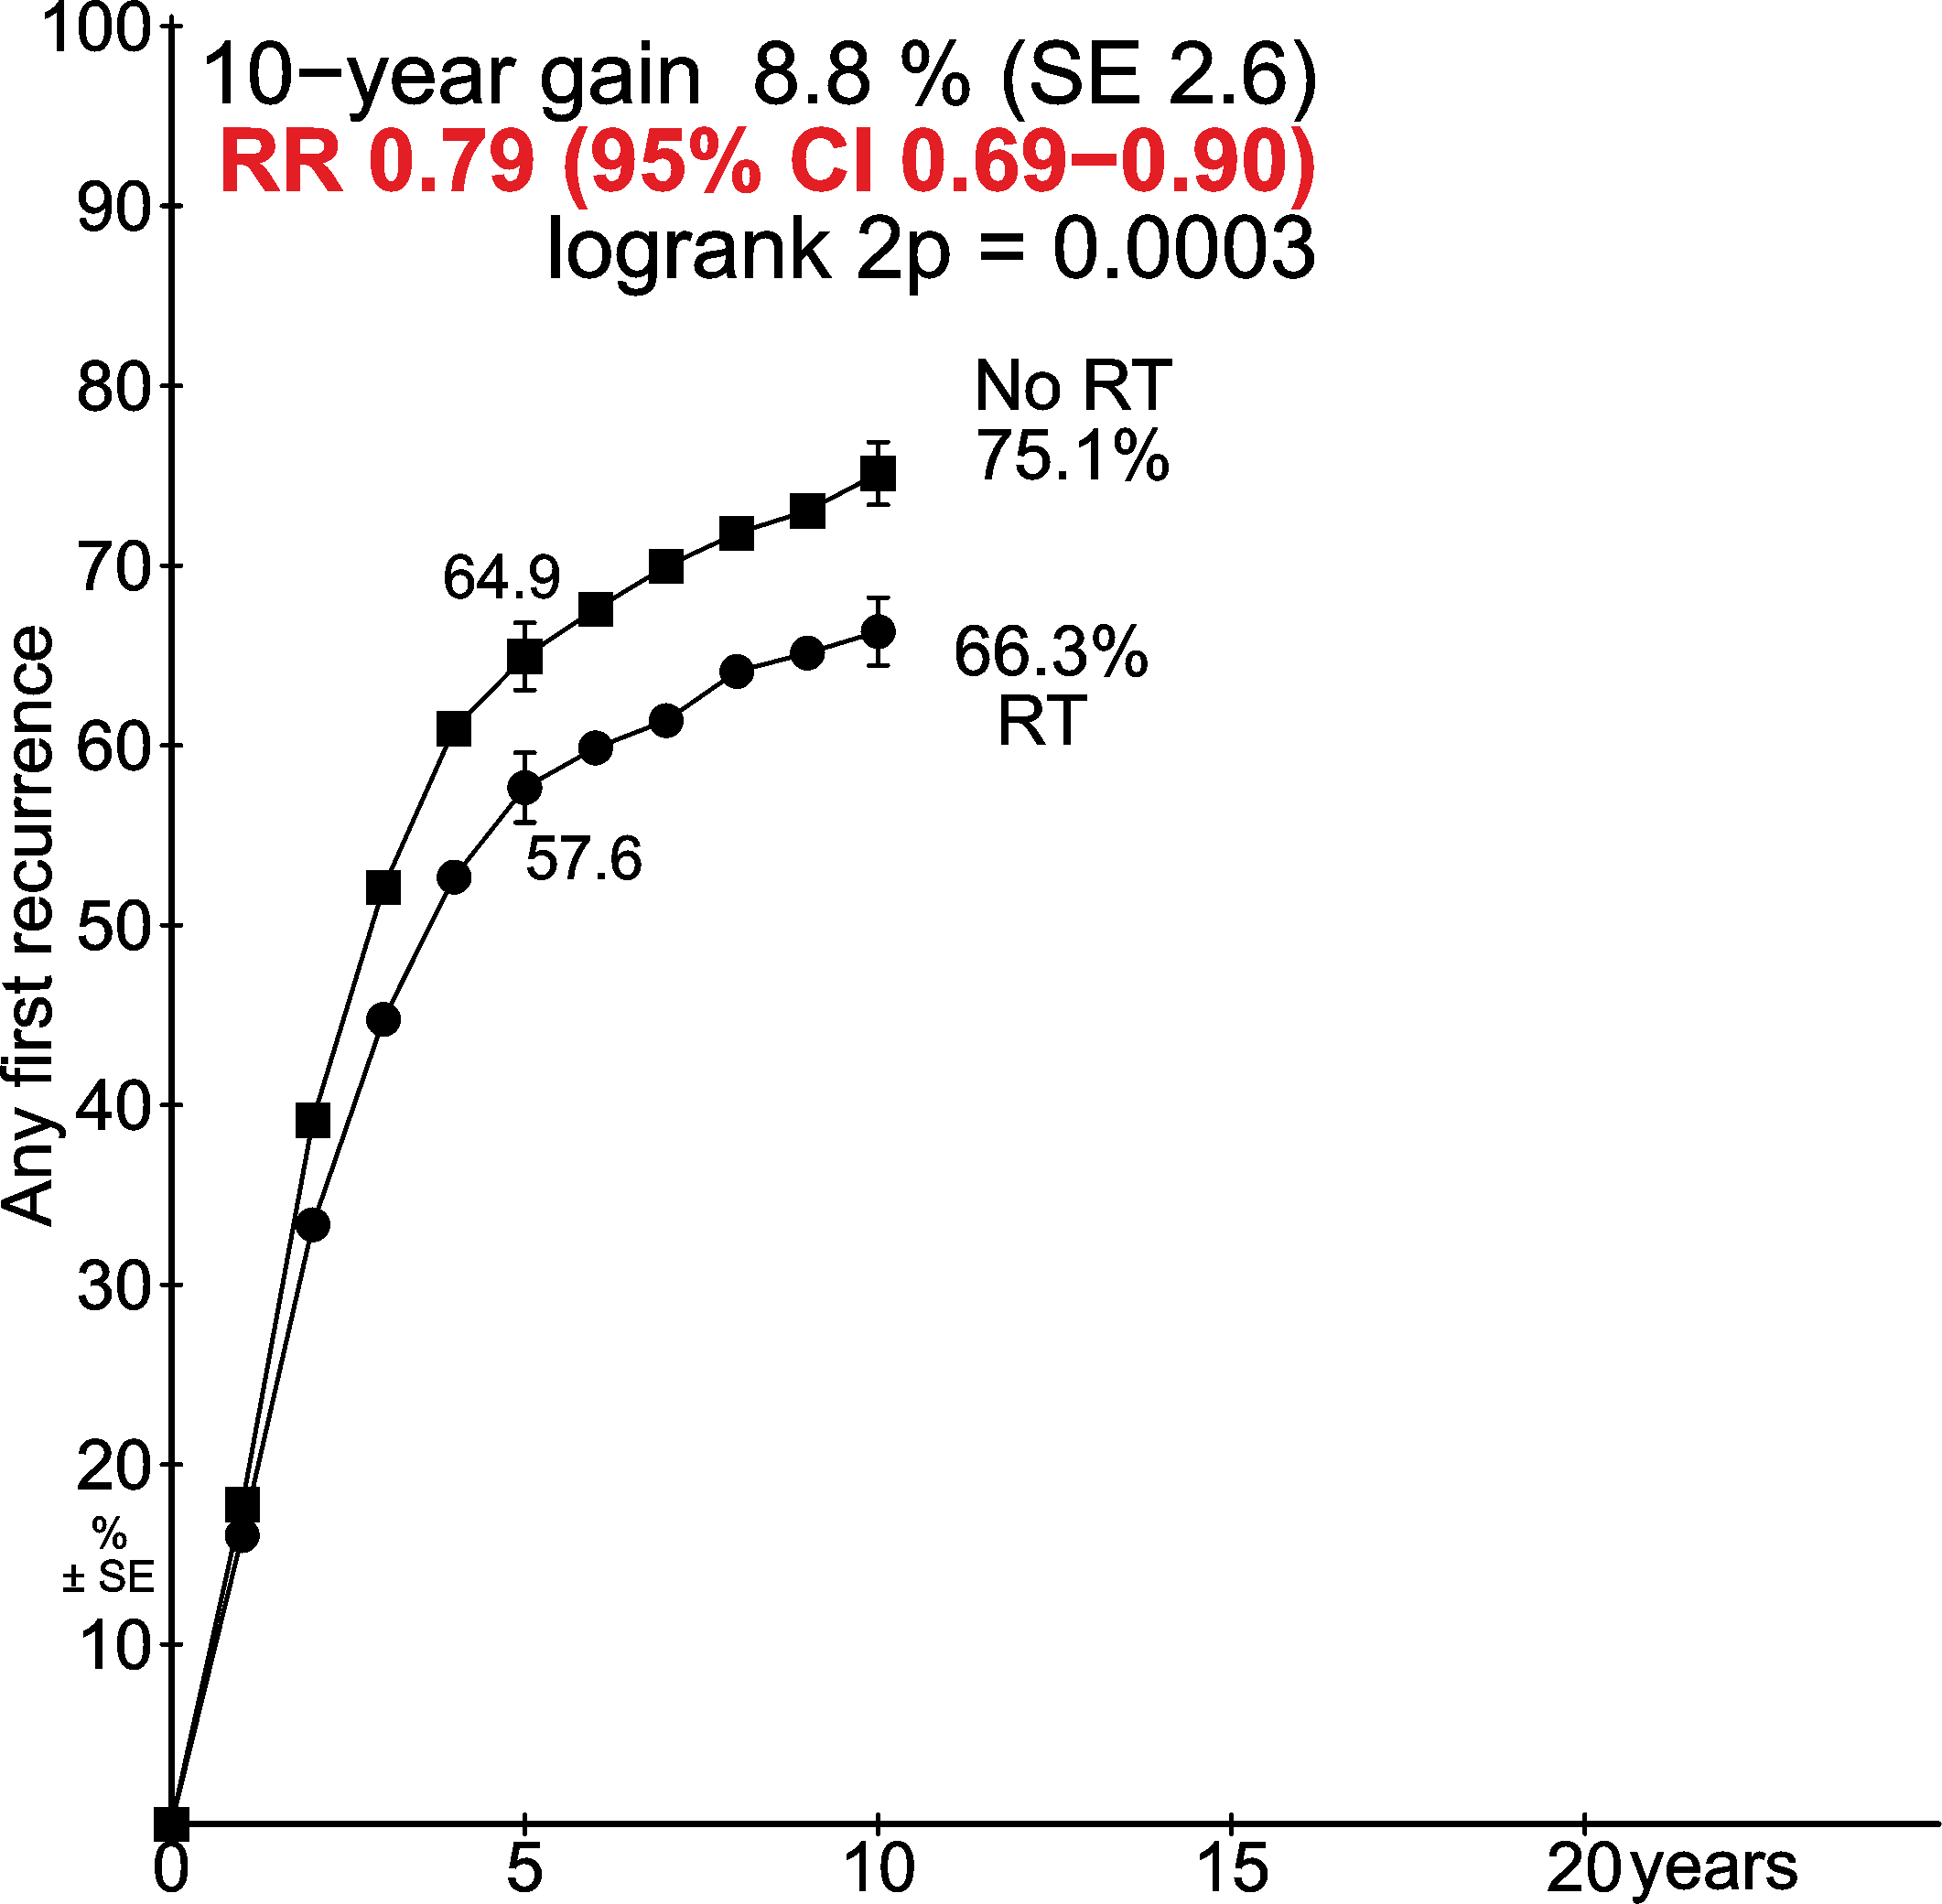 10−year gain 8.8 % (SE 2.6)
RR 0.79 (95% CI 0.69−0.90)
logrank 2p = 0.0003
Any first recurrence
100
90
80
70
60
50
40
30
20
%
± SE
10
No RT
75.1%
64.9
66.3%
RT
57.6
0 5 10 15 20 years